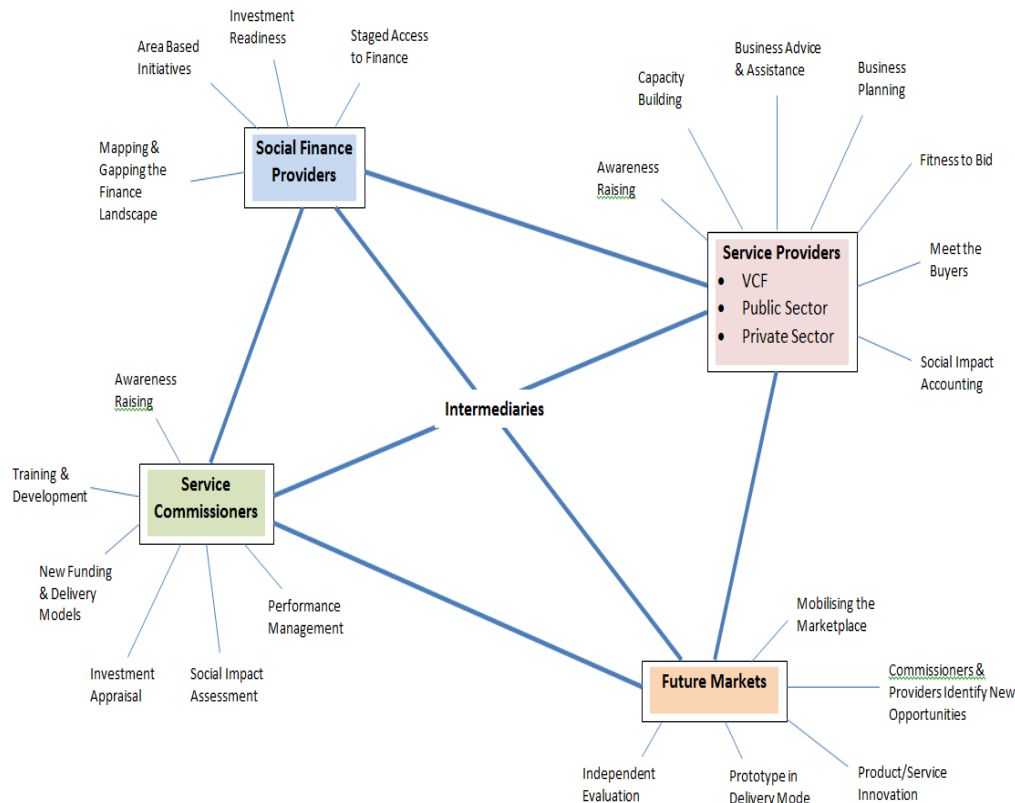 Investment
Readiness
Area Based
Initiatives
Staged Access
to Finance
Mapping &
Gapping the
Finance
Landscape
Social Finance
Providers
Business Advice
& Assistance
Capacity
Building
Business
Planning
Awareness
Raising
Fitness to Bid
Meet the
Buyers
Social Impact
Accounting
Service Providers
• VCF
• Public Sector
• Private Sector
Intermediaries
Awareness
Raising
Training &
Development
Service
Commissioners
New Funding
& Delivery
Models
Investment
Appraisal
Social Impact
Assessment
Performance
Management
Mobilising the
Marketplace
Future Markets
Commissioners &
Providers Identify New
Opportunities
Independent
Evaluation
Prototype in
Delivery Mode
Product/Service
Innovation